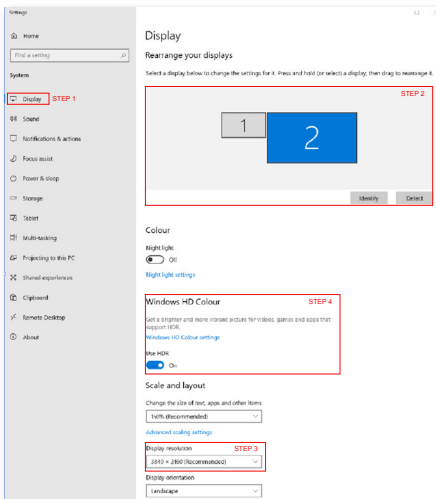 Settings
Home
Find a setting
System
Display STEP 1
Sound
Notifications & actions
Focus assist
Power & sleep
Storage
Tablet
Multi-tasking
Projecting to this PC
Shared experiences
Clipboard
Remote Desktop
About
Display
Rearrange your displays
Select a display below to change the settings for it. Press and hold (or select) a display, then drag to rearrange it.
STEP 2
1
2
Identify Detect
Colour
Night light
Off
Night light settings
Windows HD Colour STEP 4
Get a brighter and more vibrant picture for videos, games and apps that
support HDR.
Windows HD Colour settings
Use HDR
On
Scale and layout
Change the size of text, apps and other items
150% (Recommended)
Advanced scaling settings
Display resolution STEP 3
3840 × 2160 (Recommended)
Display orientation
Landscape